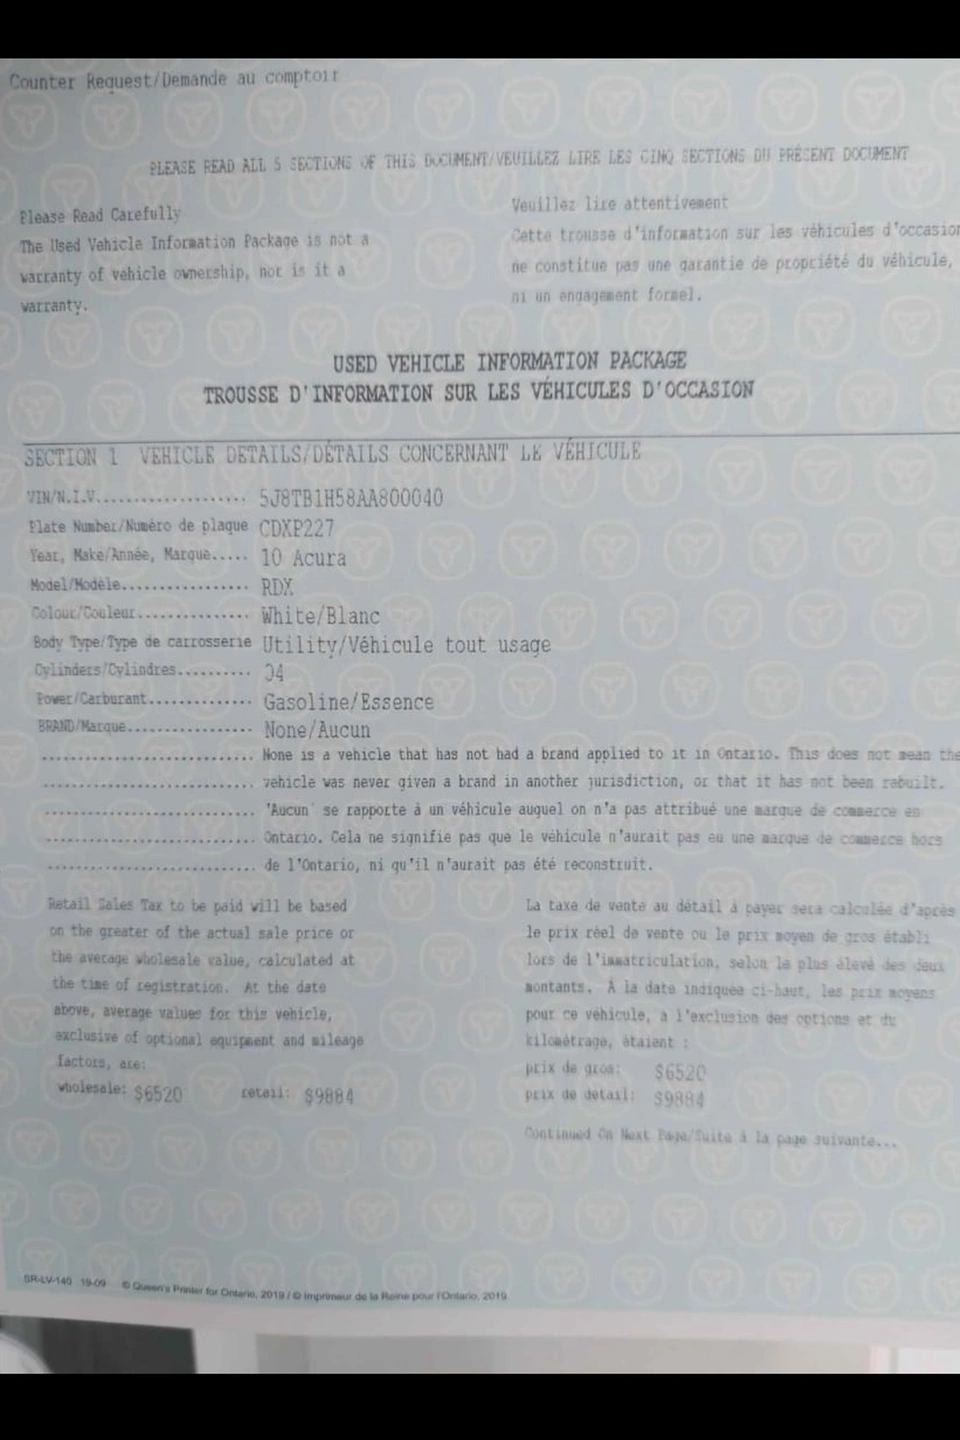 Counter Request/Demande au comptoir
PLEASE READ ALL 5 SECTIONS OF THIS DOCUMENT/VEUILLEZ LIRE LES CINQ SECTIONS DU PRÉSENT DOCUMENT
Please Read Carefully
The Used Vehicle Information Package is not a
warranty of vehicle ownership, nor is it a
warranty.
Veuillez lire attentivement
Cette trousse d'information sur les véhicules d'occasion
ne constitue pas une garantie de propriété du véhicule,
ni un engagement formel.
USED VEHICLE INFORMATION PACKAGE
TROUSSE D'INFORMATION SUR LES VÉHICULES D'OCCASION
SECTION 1 VEHICLE DETAILS/DÉTAILS CONCERNANT LE VÉHICULE
VIN/N.I.V................... 5J8TB1H58AA800040
Plate Number/Numéro de plaque CDXP227
Year, Make/Année, Marque..... 10 Acura
Model/Modèle................. RDX
Colour/Couleur............... White/Blanc
Body Type/Type de carrosserie Utility/Véhicule tout usage
Cylinders/Cylindres.......... 04
Power/Carburant.............. Gasoline/Essence
BRAND/Marque................. None/Aucun
............................. None is a vehicle that has not had a brand applied to it in Ontario. This does not mean the
............................. vehicle was never given a brand in another jurisdiction, or that it has not been rebuilt.
............................. 'Aucun' se rapporte à un véhicule auquel on n'a pas attribué une marque de commerce en
............................. Ontario. Cela ne signifie pas que le véhicule n'aurait pas eu une marque de commerce hors
............................. de l'Ontario, ni qu'il n'aurait pas été reconstruit.
Retail Sales Tax to be paid will be based
on the greater of the actual sale price or
the average wholesale value, calculated at
the time of registration. At the date
above, average values for this vehicle,
exclusive of optional equipment and mileage
factors, are:
wholesale: $6520 retail: $9884
La taxe de vente au détail à payer sera calculée d'après
le prix réel de vente ou le prix moyen de gros établi
lors de l'immatriculation, selon le plus élevé des deux
montants. À la date indiquée ci-haut, les prix moyens
pour ce véhicule, à l'exclusion des options et du
kilométrage, étaient :
prix de gros: $6520
prix de détail: $9884
Continued On Next Page/Suite à la page suivante...
SR-LV-140 19-09 © Queen's Printer for Ontario, 2019 / © Imprimeur de la Reine pour l'Ontario, 2019